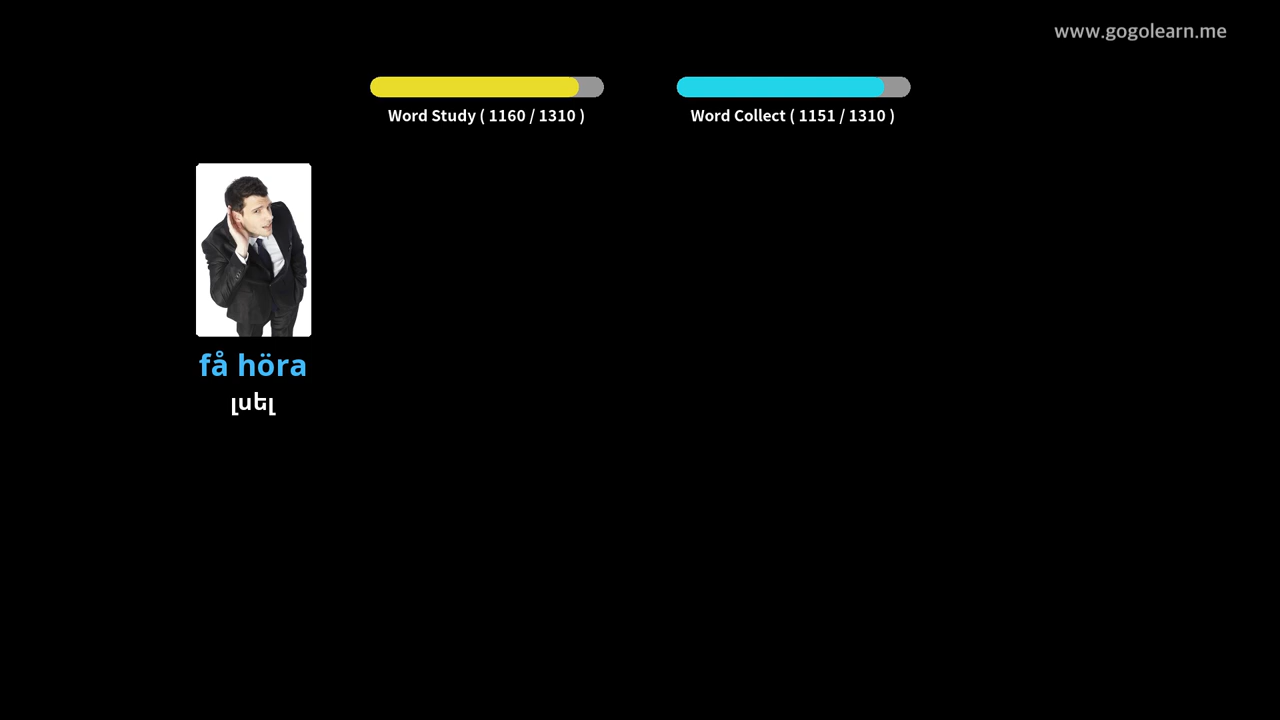 www.gogolearn.me
Word Study ( 1160 / 1310 )
Word Collect ( 1151 / 1310 )
få höra
լսել